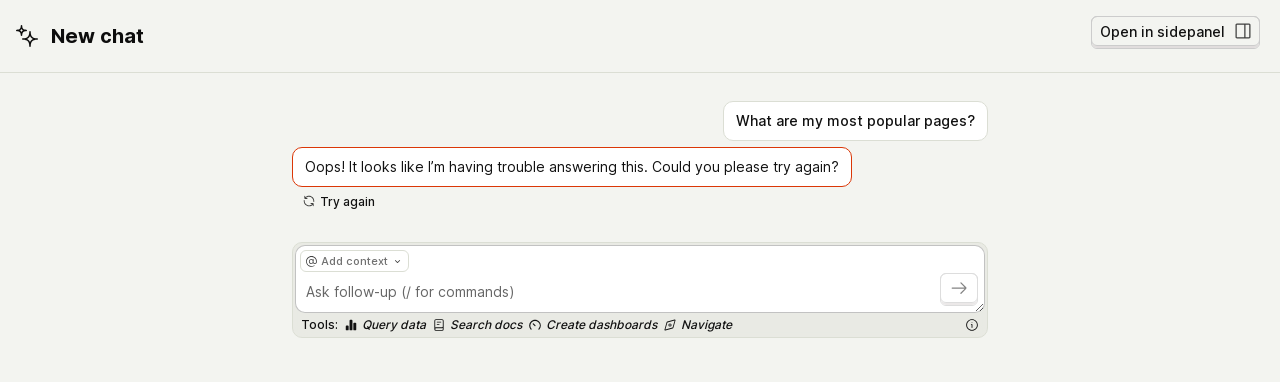 New chat
Open in sidepanel
What are my most popular pages?
Oops! It looks like I’m having trouble answering this. Could you please try again?
Try again
@ Add context
Ask follow-up (/ for commands)
Tools: Query data Search docs Create dashboards Navigate